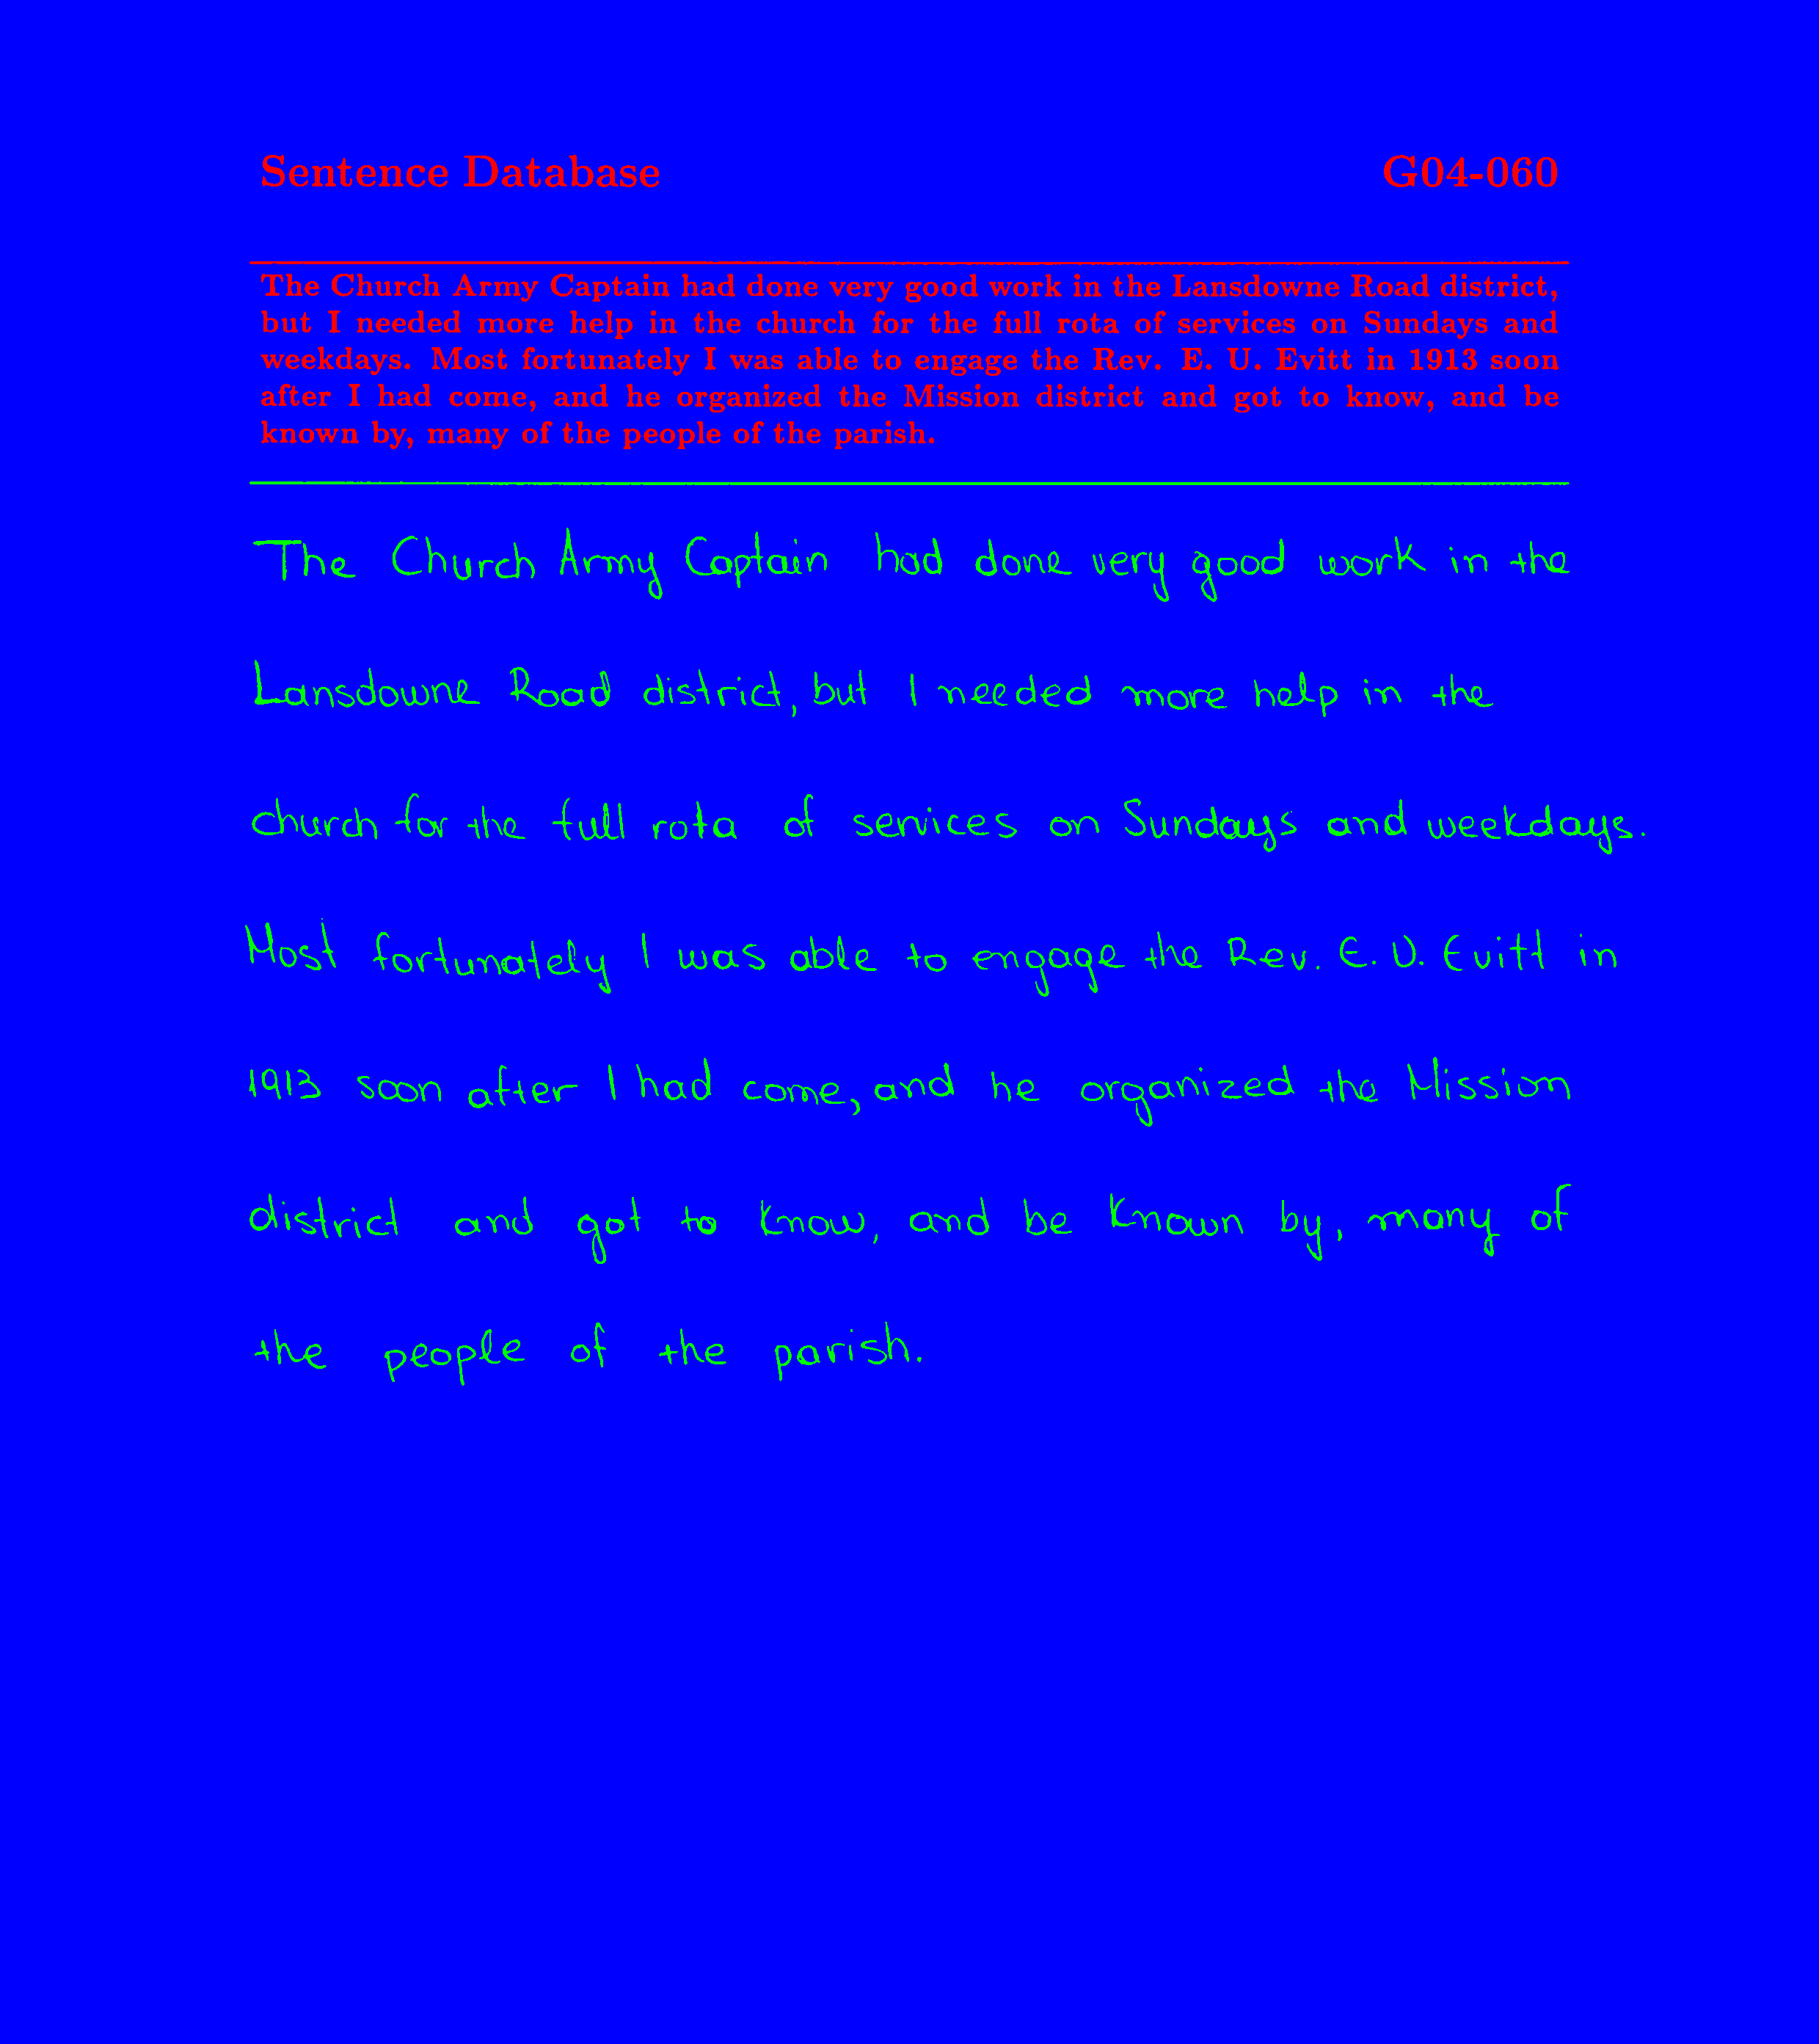 Sentence Database G04-060
The Church Army Captain had done very good work in the Lansdowne Road district,
but I needed more help in the church for the full rota of services on Sundays and
weekdays. Most fortunately I was able to engage the Rev. E. U. Evitt in 1913 soon
after I had come, and he organized the Mission district and got to know, and be
known by, many of the people of the parish.
The Church Army Captain had done very good work in the
Lansdowne Road district, but I needed more help in the
church for the full rota of services on Sundays and weekdays.
Most fortunately I was able to engage the Rev. E. U. Evitt in
1913 soon after I had come, and he organized the Mission
district and got to know, and be known by, many of
the people of the parish.